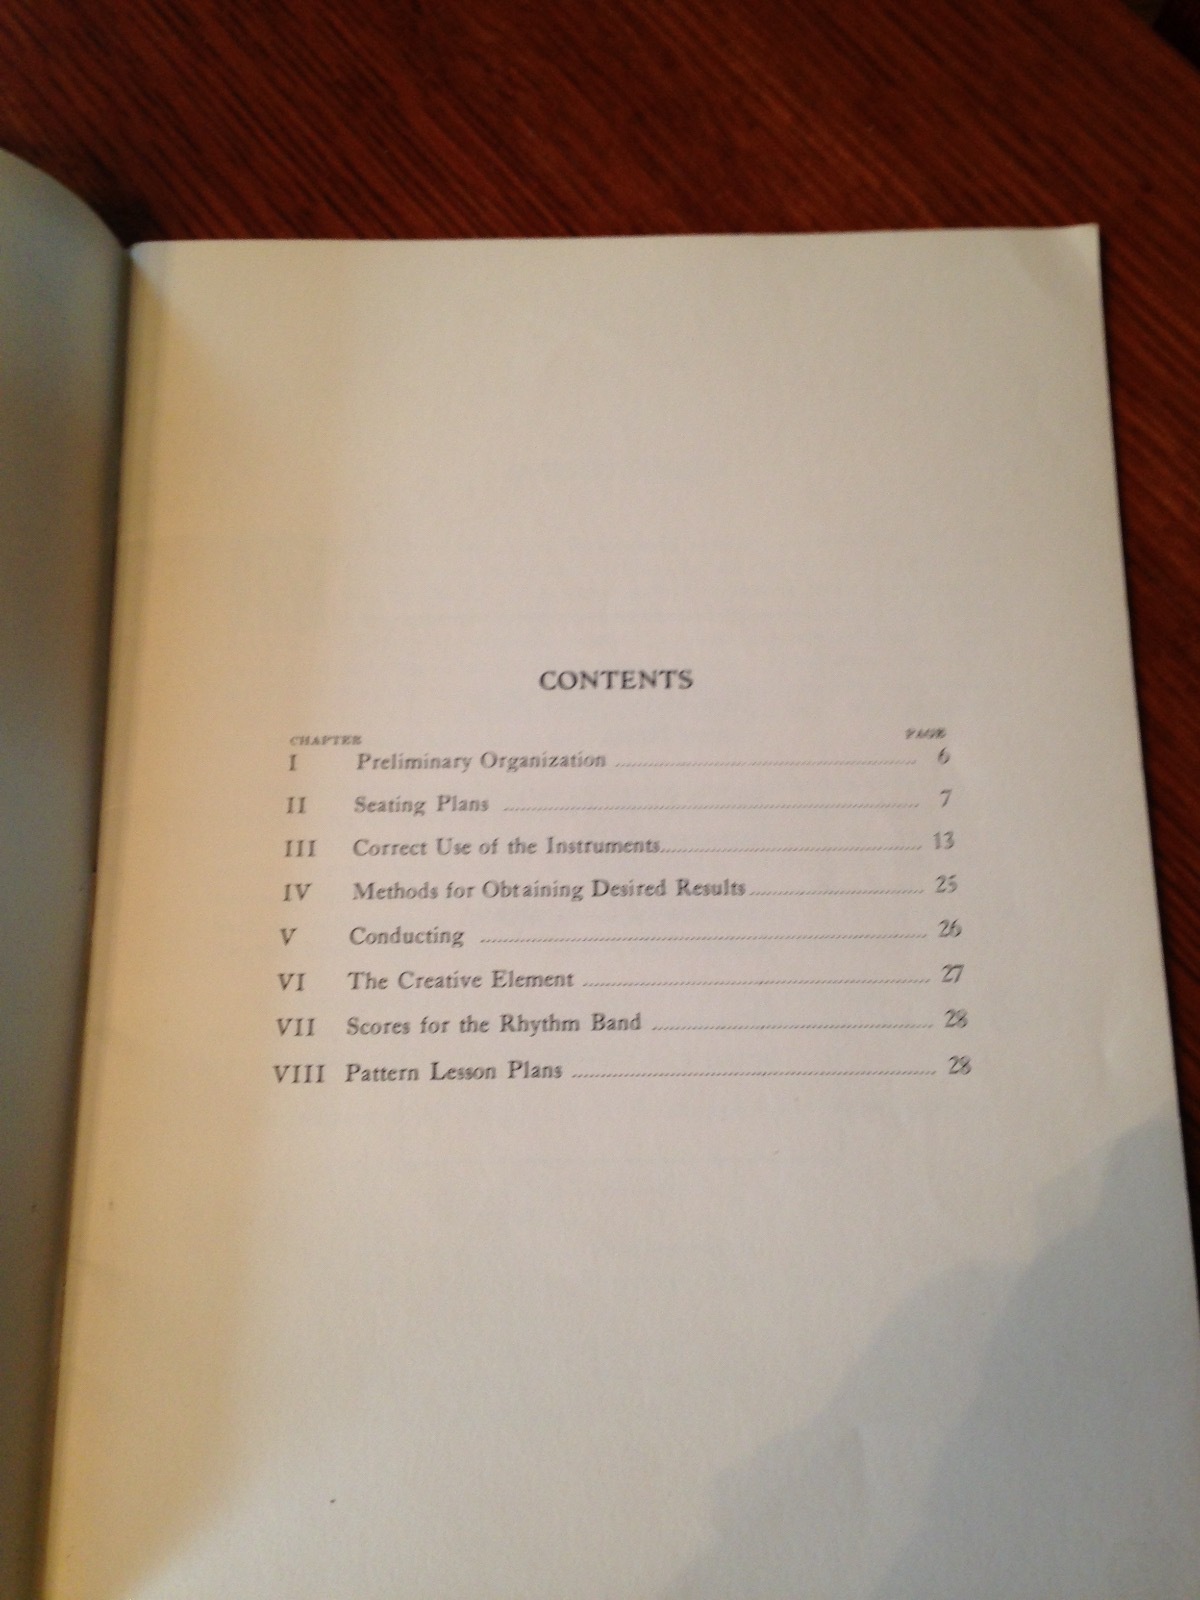 CONTENTS
CHAPTER PAGE
I Preliminary Organization 6
II Seating Plans 7
III Correct Use of the Instruments 13
IV Methods for Obtaining Desired Results 25
V Conducting 26
VI The Creative Element 27
VII Scores for the Rhythm Band 28
VIII Pattern Lesson Plans 28